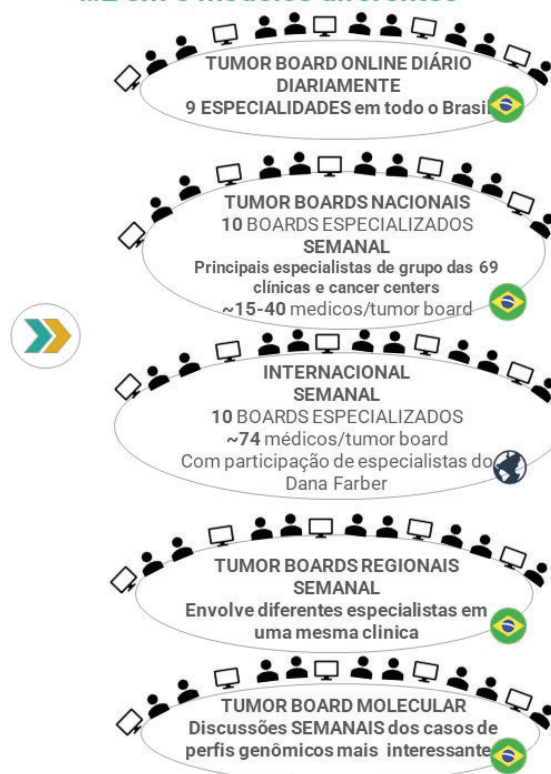 TUMOR BOARD ONLINE DIÁRIO
DIARIAMENTE
9 ESPECIALIDADES em todo o Brasil
TUMOR BOARDS NACIONAIS
10 BOARDS ESPECIALIZADOS
SEMANAL
Principais especialistas de grupo das 69
clínicas e cancer centers
~15-40 medicos/tumor board
INTERNACIONAL
SEMANAL
10 BOARDS ESPECIALIZADOS
~74 médicos/tumor board
Com participação de especialistas do
Dana Farber
TUMOR BOARDS REGIONAIS
SEMANAL
Envolve diferentes especialistas em
uma mesma clinica
TUMOR BOARD MOLECULAR
Discussões SEMANAIS dos casos de
perfis genômicos mais interessante